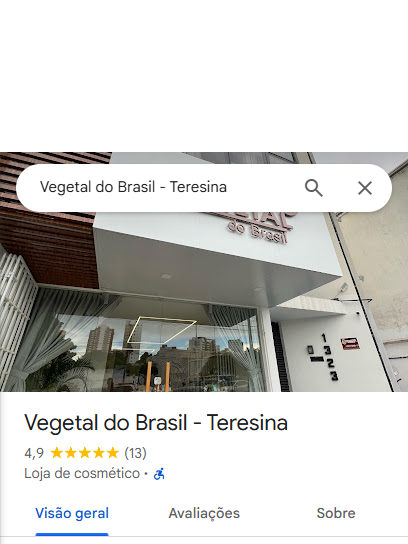 Vegetal do Brasil - Teresina
do Brasil
1
0 3
2
3
Vegetal do Brasil - Teresina
4,9 (13)
Loja de cosmético ·
Visão geral Avaliações Sobre